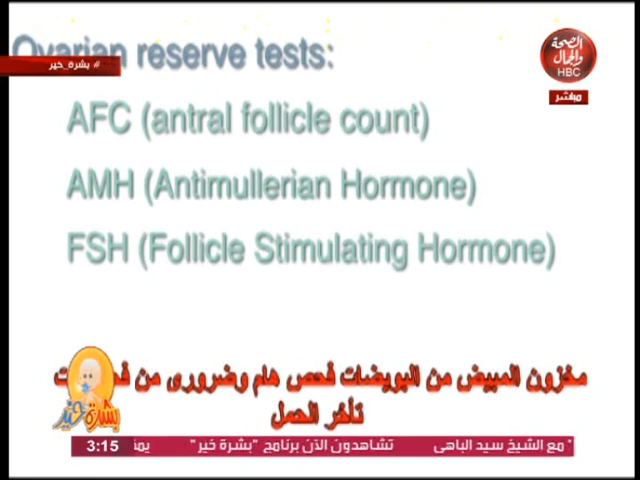 Ovarian reserve tests:
# بشرة_خير
الصحة
والجمال
HBC
مباشر
AFC (antral follicle count)
AMH (Antimullerian Hormone)
FSH (Follicle Stimulating Hormone)
مخزون المبيض من البويضات فحص هام وضرورى من
تأخر الحمل
بشرة خير
3:15
" مع الشيخ سيد الباهى
تشاهدون الآن برنامج "بشرة خير"